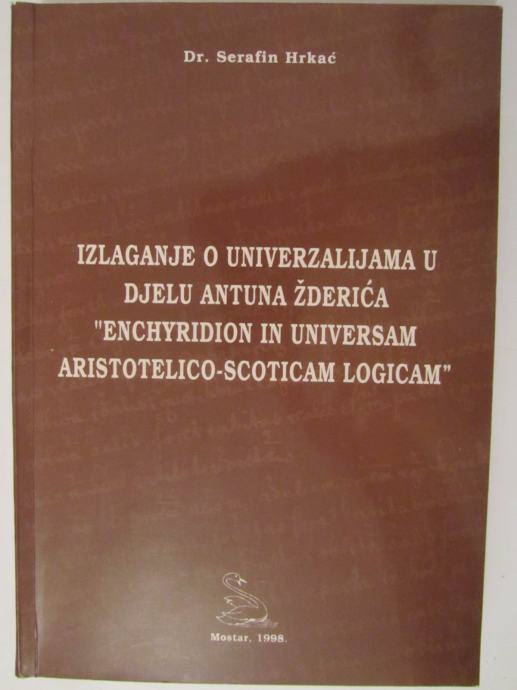 Dr. Serafin Hrkać
IZLAGANJE O UNIVERZALIJAMA U
DJELU ANTUNA ŽDERIĆA
"ENCHYRIDION IN UNIVERSAM
ARISTOTELICO-SCOTICAM LOGICAM”
Mostar, 1998.